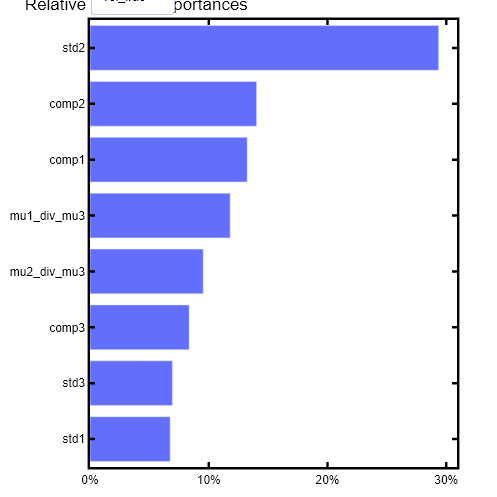 Relative portances
std2
comp2
comp1
mu1_div_mu3
mu2_div_mu3
comp3
std3
std1
0% 10% 20% 30%